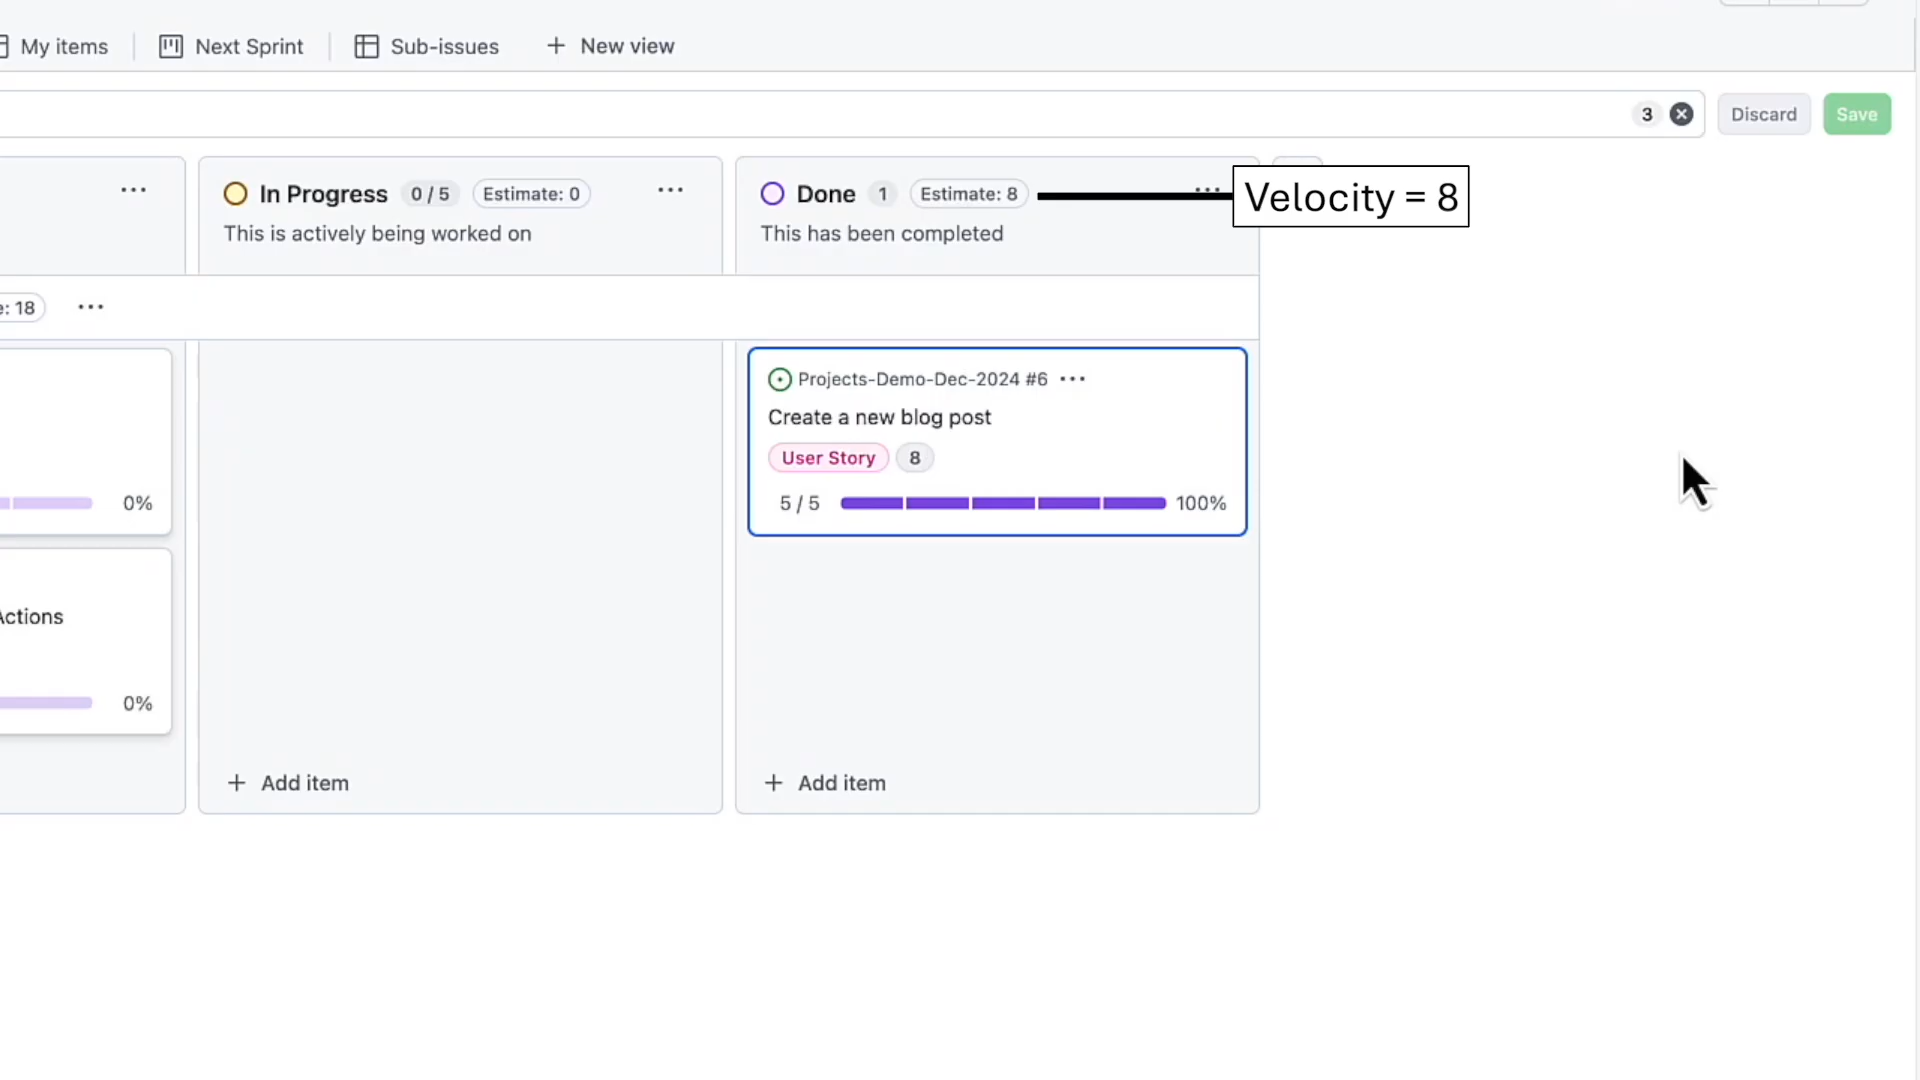 My items
Next Sprint
Sub-issues
New view
3
Discard
Save
In Progress 0 / 5 Estimate: 0
This is actively being worked on
Done 1 Estimate: 8
This has been completed
Velocity = 8
e: 18
Projects-Demo-Dec-2024 #6
Create a new blog post
User Story 8
5 / 5 100%
0%
Actions
0%
Add item
Add item